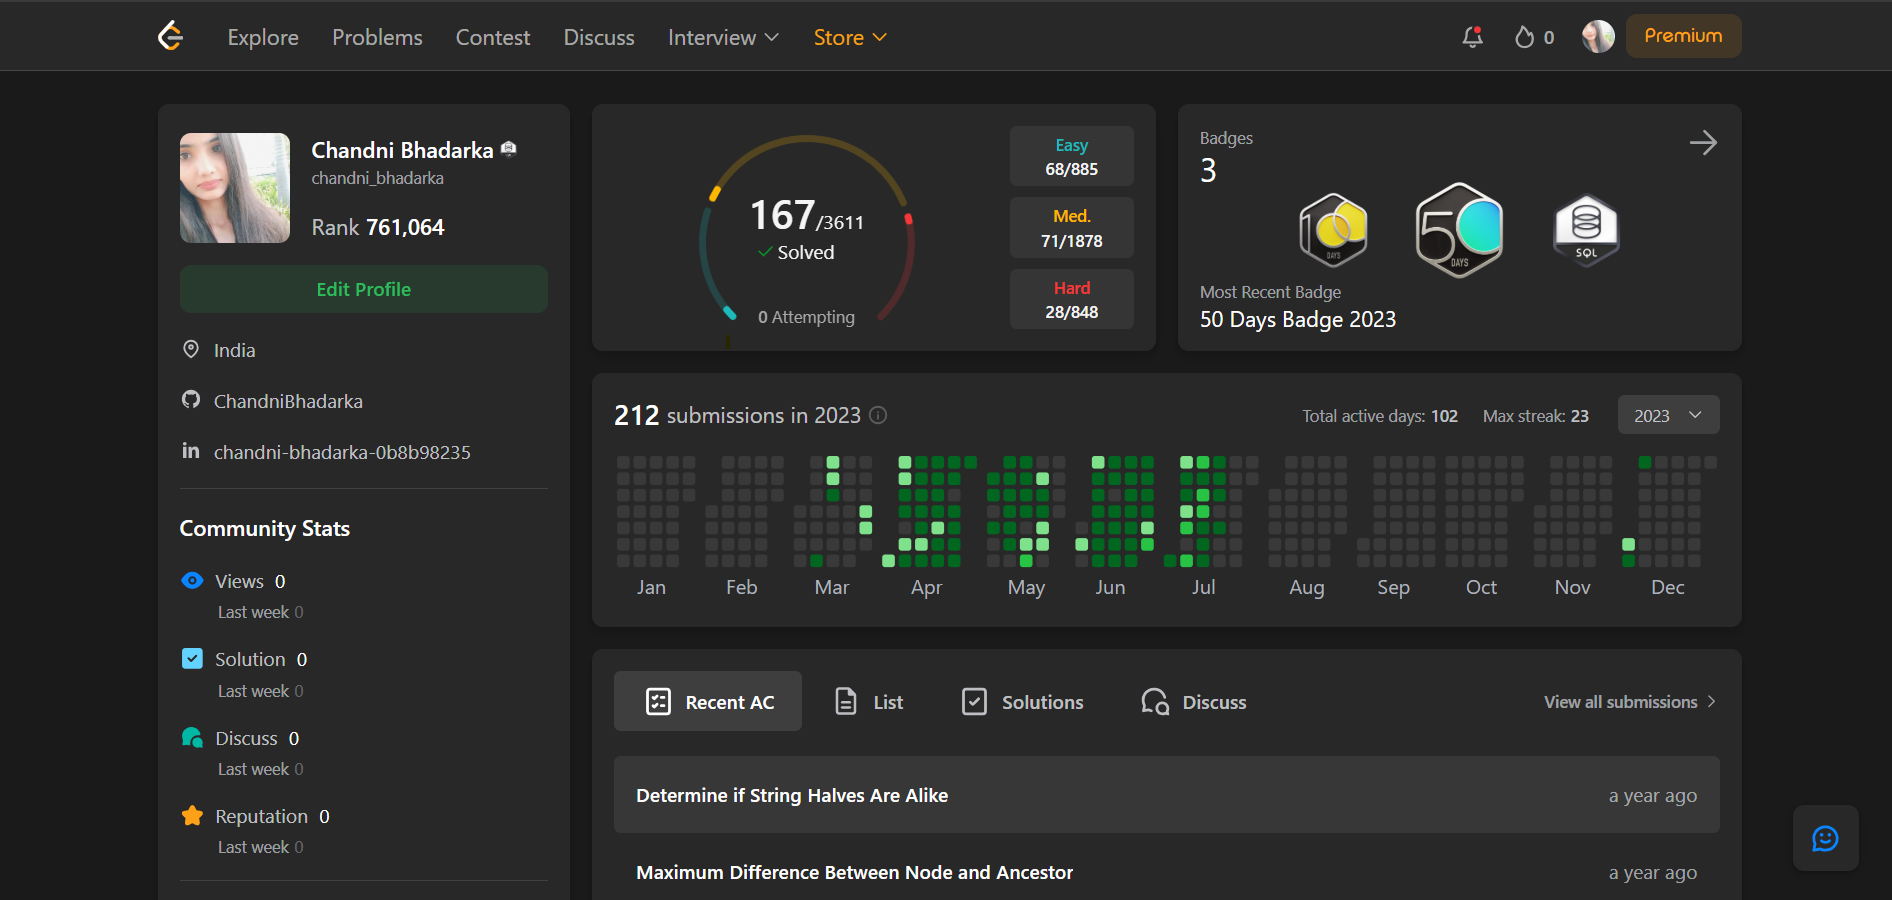 Explore Problems Contest Discuss Interview Store 0 Premium
Chandni Bhadarka
chandni_bhadarka
Rank 761,064
Edit Profile
India
ChandniBhadarka
chandni-bhadarka-0b8b98235
Community Stats
Views 0
Last week 0
Solution 0
Last week 0
Discuss 0
Last week 0
Reputation 0
Last week 0
167/3611
Solved
0 Attempting
Easy
68/885
Med.
71/1878
Hard
28/848
Badges
3
100 DAYS
50 DAYS
SQL
Most Recent Badge
50 Days Badge 2023
212 submissions in 2023
Total active days: 102 Max streak: 23 2023
Jan Feb Mar Apr May Jun Jul Aug Sep Oct Nov Dec
Recent AC List Solutions Discuss View all submissions
Determine if String Halves Are Alike a year ago
Maximum Difference Between Node and Ancestor a year ago